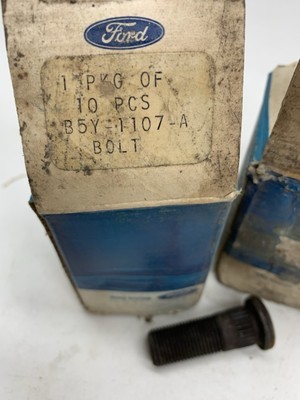 Ford
1 PKG OF
10 PCS
B5Y-1107-A
BOLT